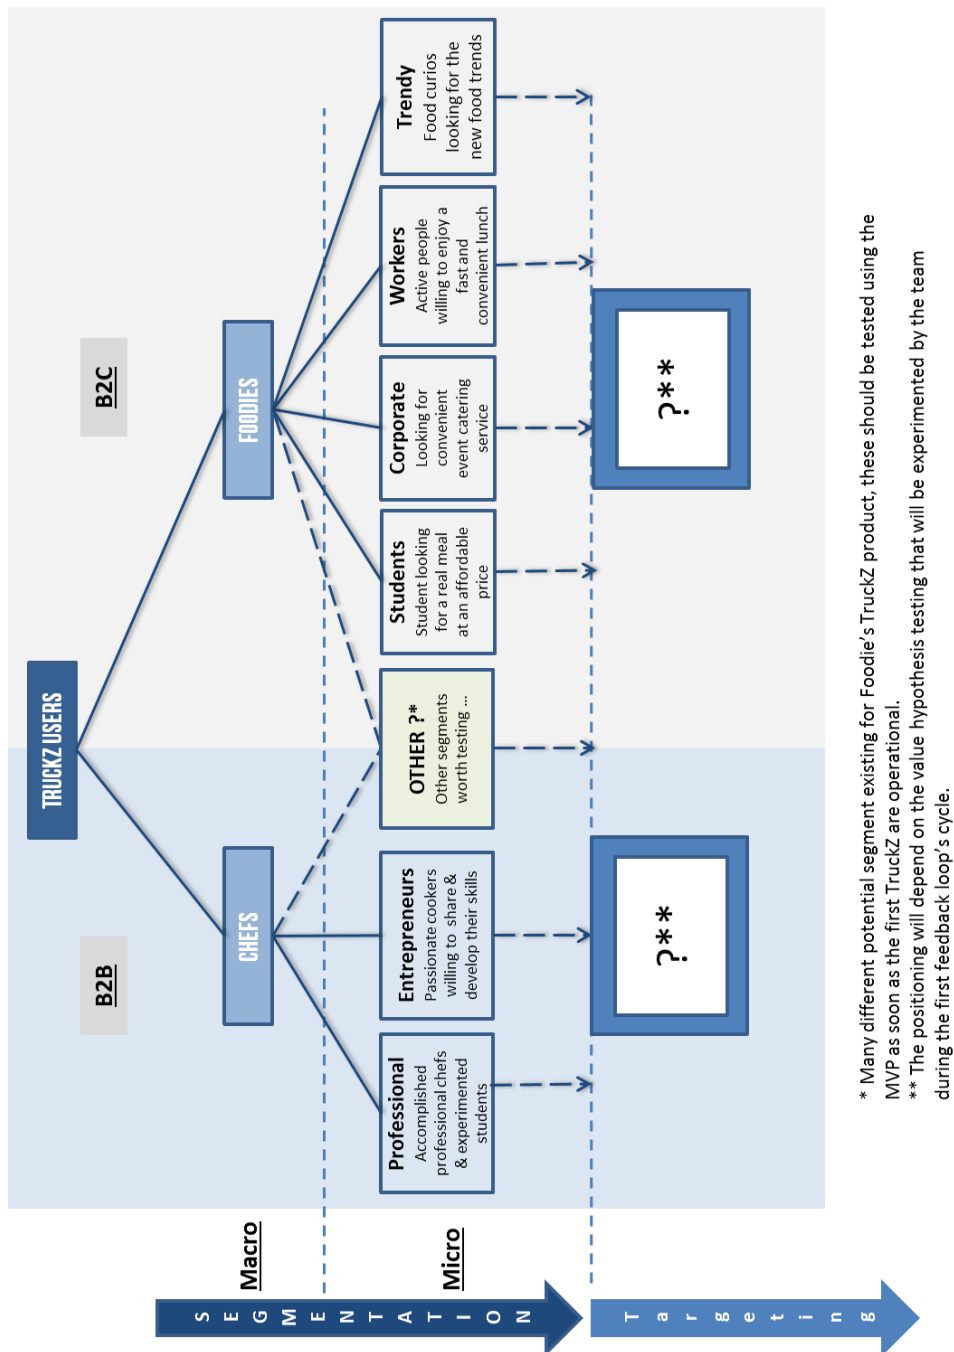 TRUCKZ USERS
B2B
B2C
CHEFS
FOODIES
Macro
Micro
SEGMENTATION
Targeting
Professional
Accomplished
professional chefs
& experimented
students
Entrepreneurs
Passionate cookers
willing to share &
develop their skills
OTHER ?*
Other segments
worth testing ...
Students
Student looking
for a real meal
at an affordable
price
Corporate
Looking for
convenient
event catering
service
Workers
Active people
willing to enjoy a
fast and
convenient lunch
Trendy
Food curios
looking for the
new food trends
?**
?**
* Many different potential segment existing for Foodie's TruckZ product, these should be tested using the
MVP as soon as the first TruckZ are operational.
** The positioning will depend on the value hypothesis testing that will be experimented by the team
during the first feedback loop's cycle.